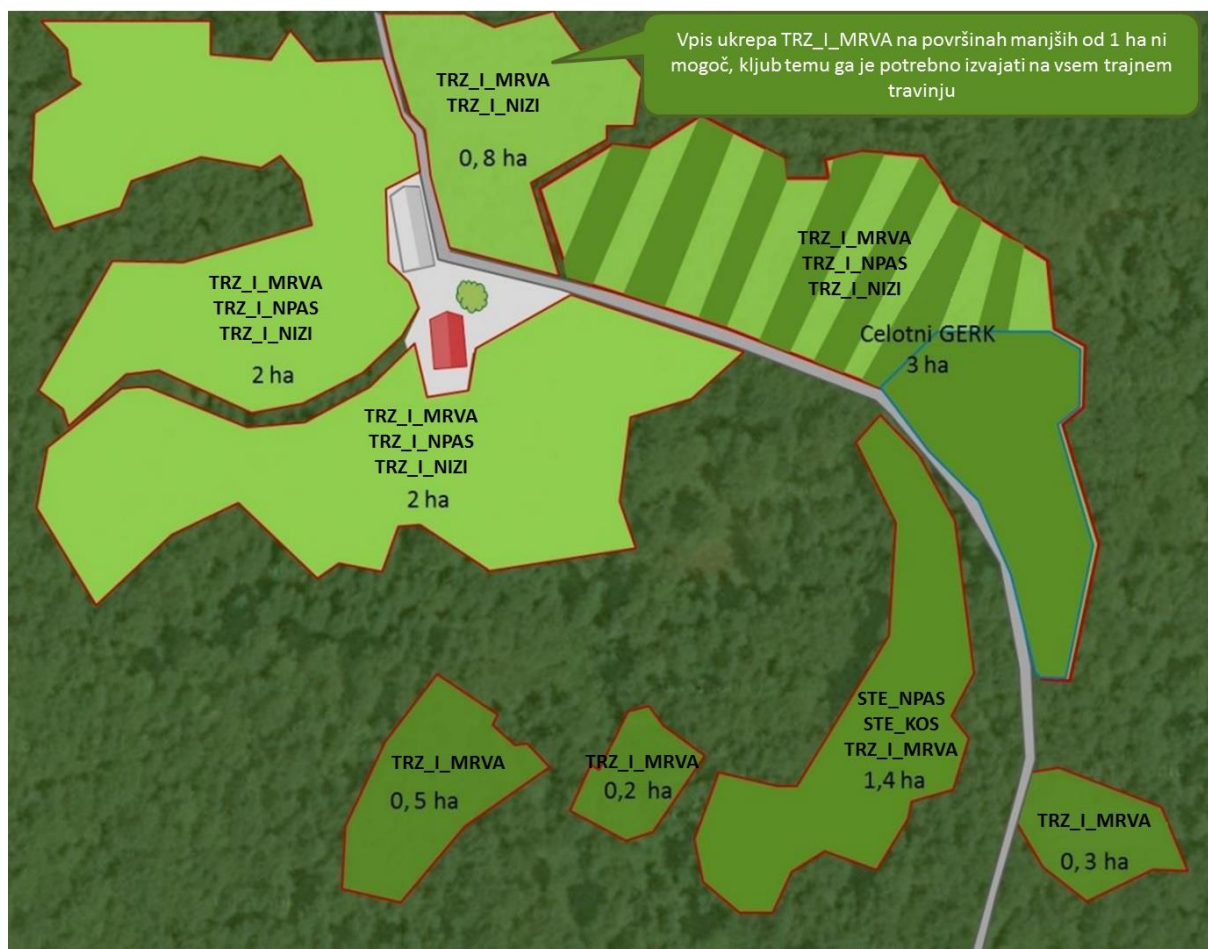 Vpis ukrepa TRZ_I_MRVA na površinah manjših od 1 ha ni
mogoč, kljub temu ga je potrebno izvajati na vsem trajnem
travinju
TRZ_I_MRVA
TRZ_I_NIZI
0, 8 ha
TRZ_I_MRVA
TRZ_I_NPAS
TRZ_I_NIZI
Celotni GERK
3 ha
TRZ_I_MRVA
TRZ_I_NPAS
TRZ_I_NIZI
2 ha
TRZ_I_MRVA
TRZ_I_NPAS
TRZ_I_NIZI
2 ha
STE_NPAS
STE_KOS
TRZ_I_MRVA
1,4 ha
TRZ_I_MRVA
0, 5 ha
TRZ_I_MRVA
0,2 ha
TRZ_I_MRVA
0, 3 ha